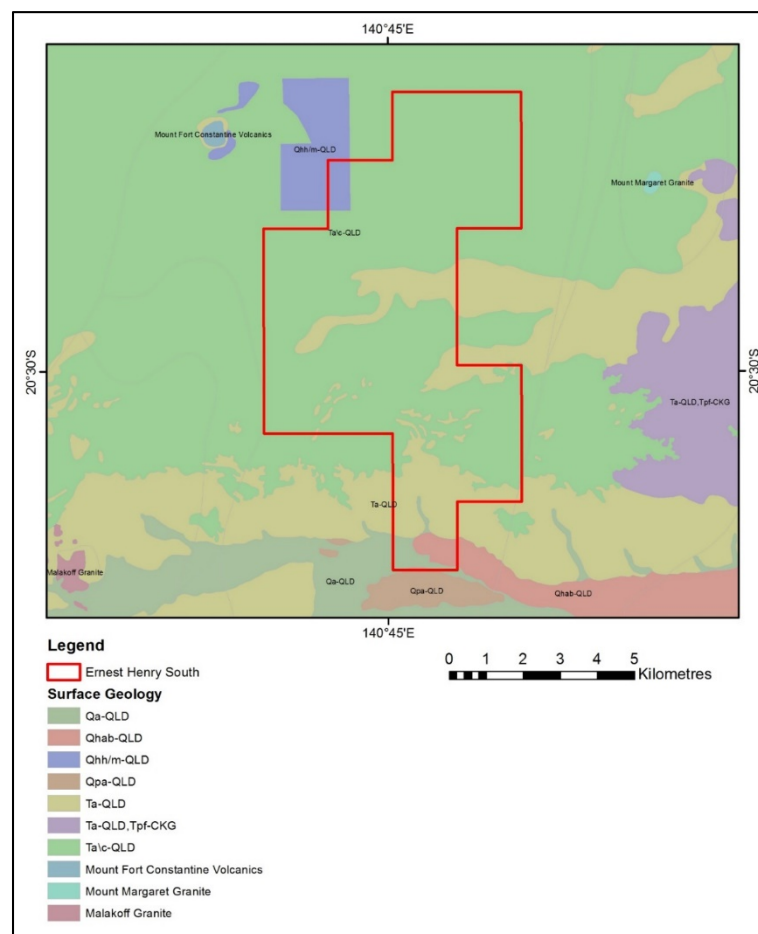 140°45'E
Mount Fort Constantine Volcanics
Qhh/m-QLD
Mount Margaret Granite
Ta\c-QLD
20°30'S
20°30'S
Ta-QLD,Tpf-CKG
Ta-QLD
Malakoff Granite
Qa-QLD
Qpa-QLD
Qhab-QLD
140°45'E
Legend
Ernest Henry South
0 1 2 3 4 5
Kilometres
Surface Geology
Qa-QLD
Qhab-QLD
Qhh/m-QLD
Qpa-QLD
Ta-QLD
Ta-QLD,Tpf-CKG
Ta\c-QLD
Mount Fort Constantine Volcanics
Mount Margaret Granite
Malakoff Granite